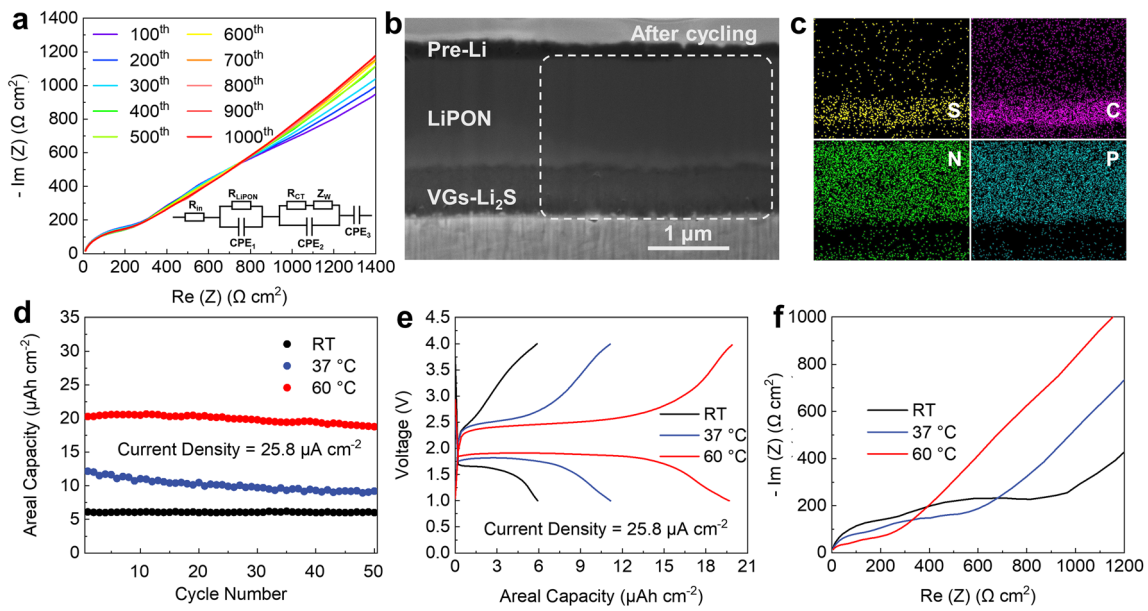 a
1400
1200
1000
800
600
400
200
0
- Im (Z) (Ω cm²)
100th
200th
300th
400th
500th
600th
700th
800th
900th
1000th
Rin
RLiPON
CPE1
RCT
ZW
CPE2
CPE3
0 200 400 600 800 1000 1200 1400
Re (Z) (Ω cm²)
b
After cycling
Pre-Li
LiPON
VGs-Li₂S
1 μm
c
S
C
N
P
d
35
30
25
20
15
10
5
0
Areal Capacity (μAh cm⁻²)
RT
37 °C
60 °C
Current Density = 25.8 μA cm⁻²
0 10 20 30 40 50
Cycle Number
e
4.5
4.0
3.5
3.0
2.5
2.0
1.5
1.0
0.5
0.0
Voltage (V)
RT
37 °C
60 °C
Current Density = 25.8 μA cm⁻²
0 3 6 9 12 15 18 21
Areal Capacity (μAh cm⁻²)
f
1000
800
600
400
200
0
- Im (Z) (Ω cm²)
RT
37 °C
60 °C
0 200 400 600 800 1000 1200
Re (Z) (Ω cm²)